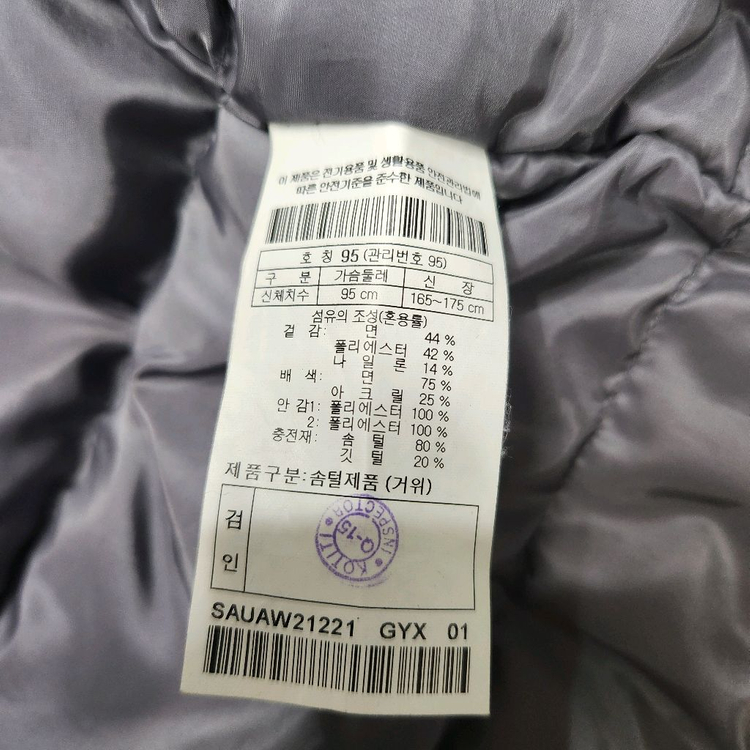 이 제품은 전기용품 및 생활용품 안전관리법에
따른 안전기준을 준수한 제품입니다
호 칭 95 (관리번호 95)
구 분 가슴둘레 신 장
신체치수 95 cm 165~175 cm
섬유의 조성(혼용률)
겉 감: 면 44 %
폴리에스터 42 %
나 일 론 14 %
배 색: 면 75 %
아 크 릴 25 %
안 감1: 폴리에스터 100 %
2: 폴리에스터 100 %
충전재: 솜 털 80 %
깃 털 20 %
제품구분:솜털제품 (거위)
검
인
INSPECTOR
Q-15
KOTITI
SAUAW21221 GYX 01